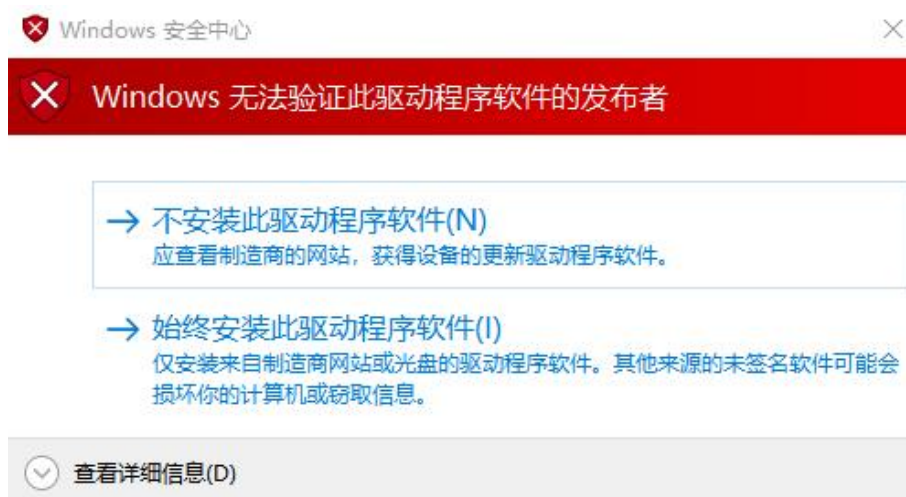 Windows 安全中心
Windows 无法验证此驱动程序软件的发布者
不安装此驱动程序软件(N)
应查看制造商的网站，获得设备的更新驱动程序软件。
始终安装此驱动程序软件(I)
仅安装来自制造商网站或光盘的驱动程序软件。其他来源的未签名软件可能会
损坏你的计算机或窃取信息。
查看详细信息(D)